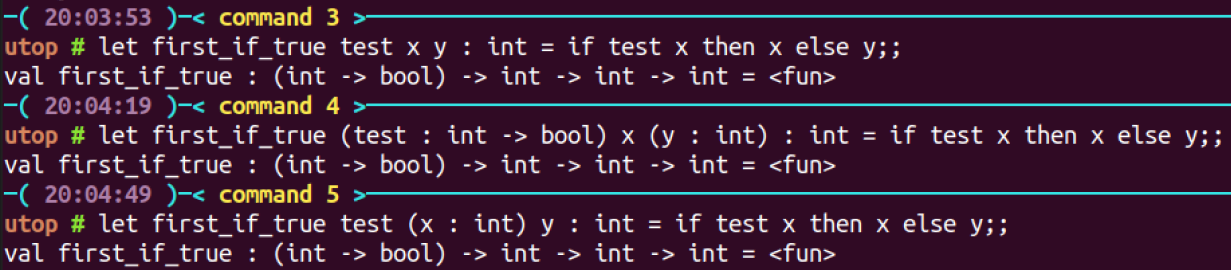 -( 20:03:53 )-< command 3 >
utop # let first_if_true test x y : int = if test x then x else y;;
val first_if_true : (int -> bool) -> int -> int -> int = <fun>
-( 20:04:19 )-< command 4 >
utop # let first_if_true (test : int -> bool) x (y : int) : int = if test x then x else y;;
val first_if_true : (int -> bool) -> int -> int -> int = <fun>
-( 20:04:49 )-< command 5 >
utop # let first_if_true test (x : int) y : int = if test x then x else y;;
val first_if_true : (int -> bool) -> int -> int -> int = <fun>